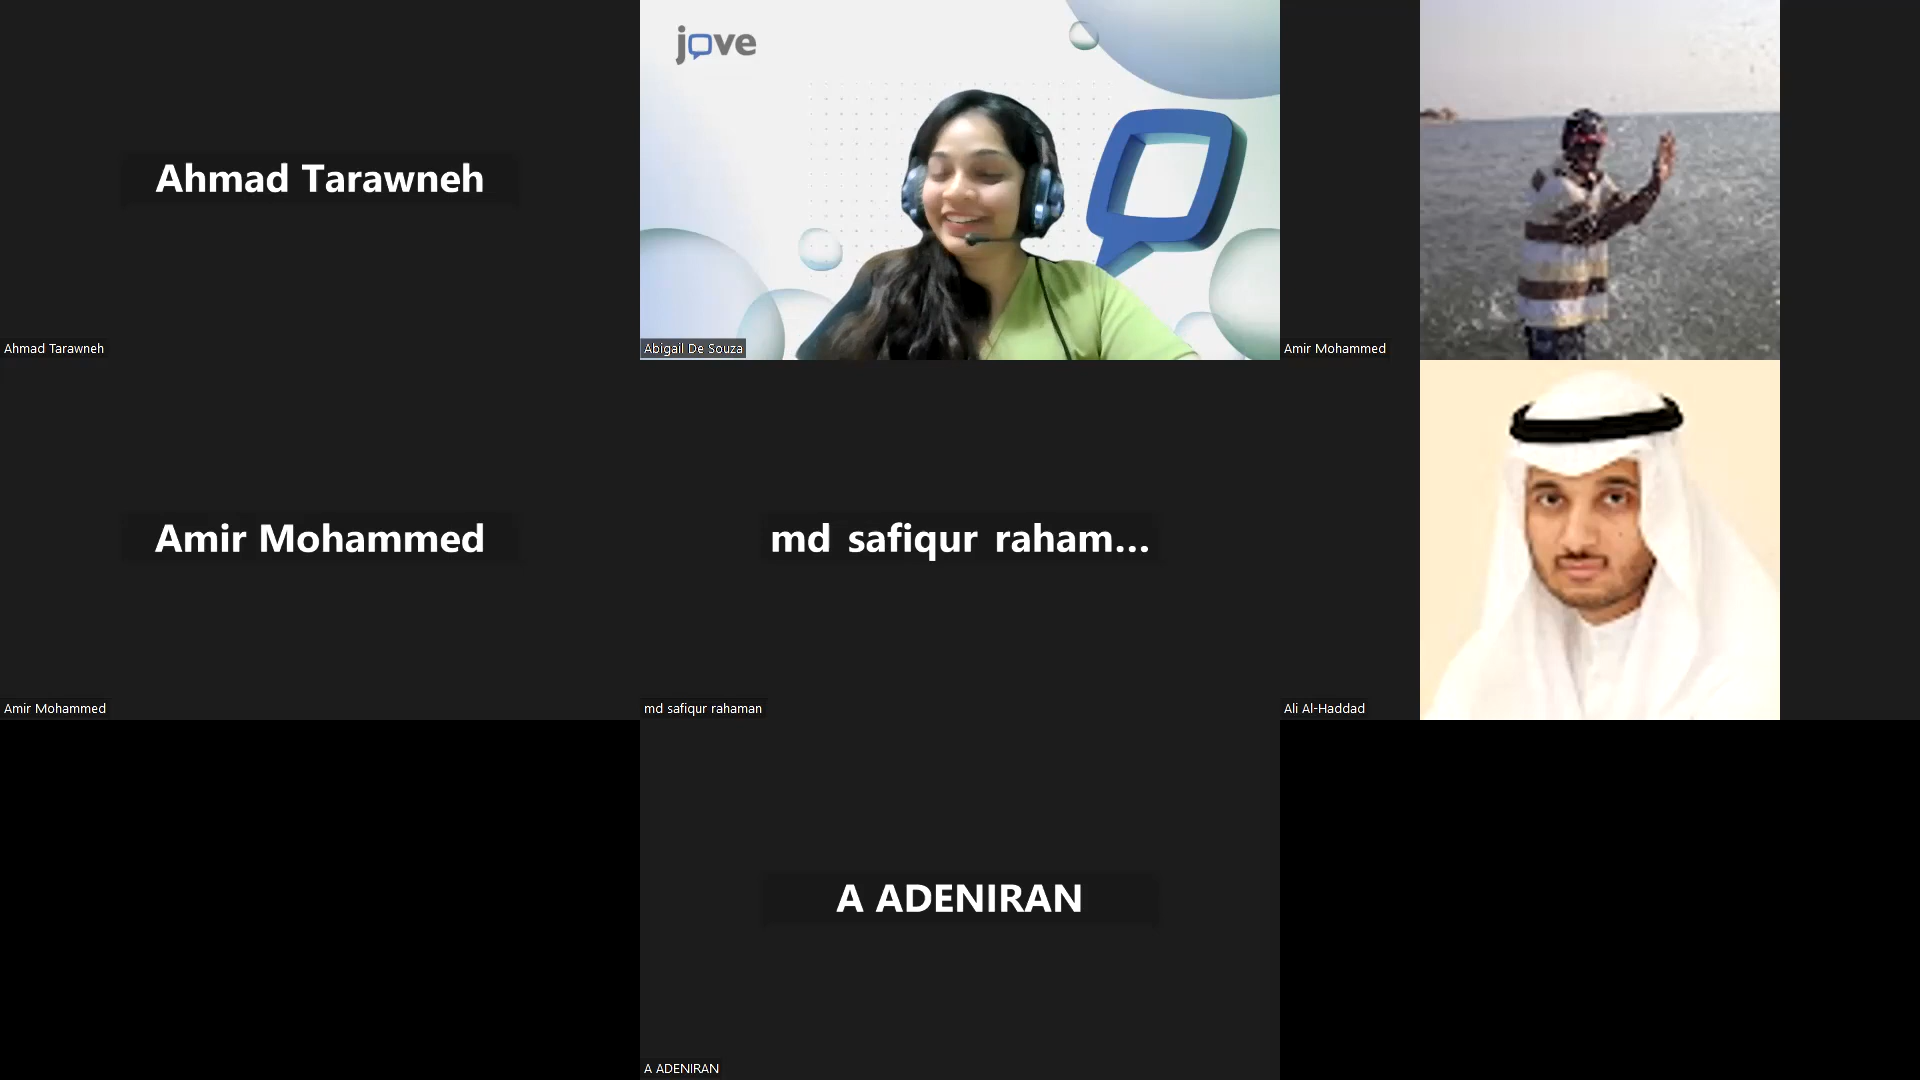 jove
Ahmad Tarawneh
Ahmad Tarawneh
Abigail De Souza
Amir Mohammed
Amir Mohammed
md safiqur raham...
Amir Mohammed
md safiqur rahaman
Ali Al-Haddad
A ADENIRAN
A ADENIRAN